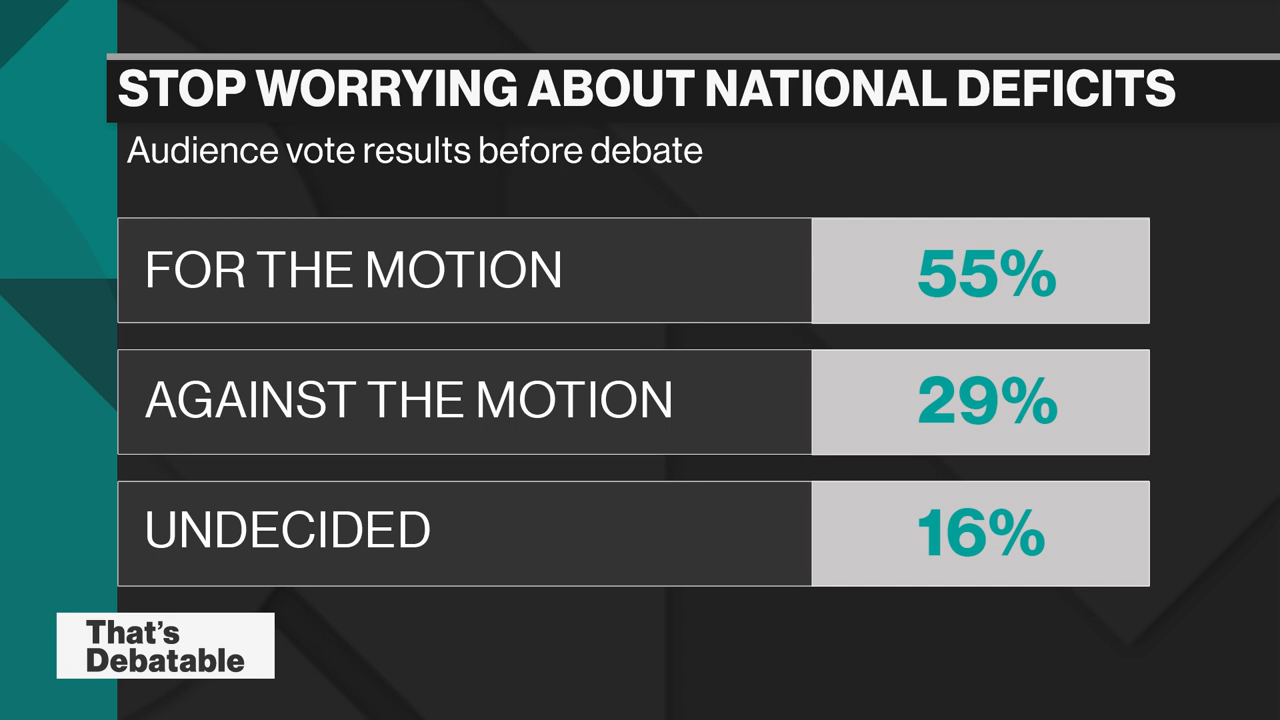 STOP WORRYING ABOUT NATIONAL DEFICITS
Audience vote results before debate
FOR THE MOTION 55%
AGAINST THE MOTION 29%
UNDECIDED 16%
That's
Debatable